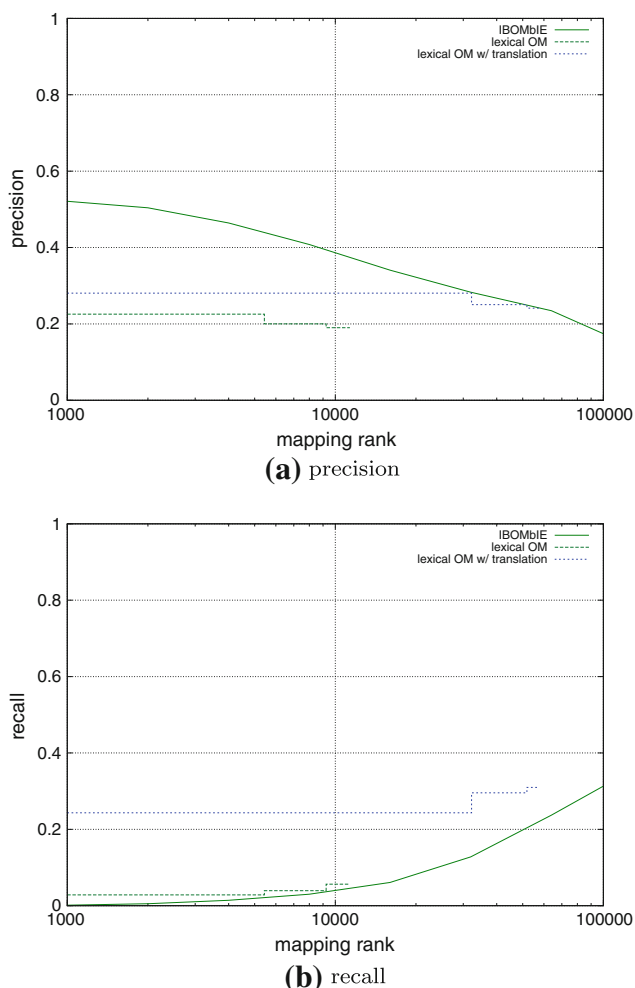 IBOMbIE
lexical OM
lexical OM w/ translation
1
0.8
0.6
0.4
0.2
0
precision
1000 10000 100000
mapping rank
(a) precision
IBOMbIE
lexical OM
lexical OM w/ translation
1
0.8
0.6
0.4
0.2
0
recall
1000 10000 100000
mapping rank
(b) recall